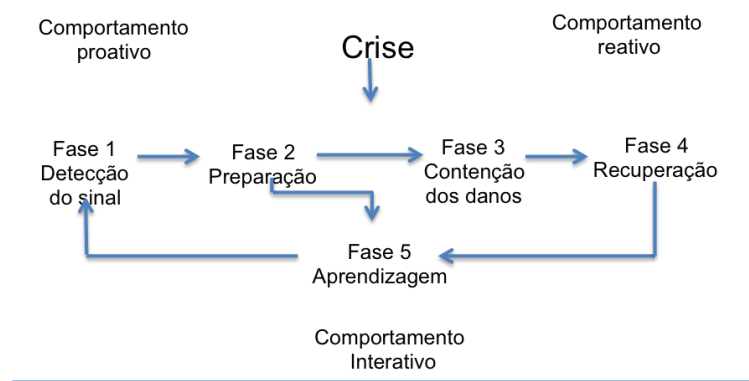 Comportamento
proativo
Crise
Comportamento
reativo
Fase 1
Detecção
do sinal
Fase 2
Preparação
Fase 3
Contenção
dos danos
Fase 4
Recuperação
Fase 5
Aprendizagem
Comportamento
Interativo